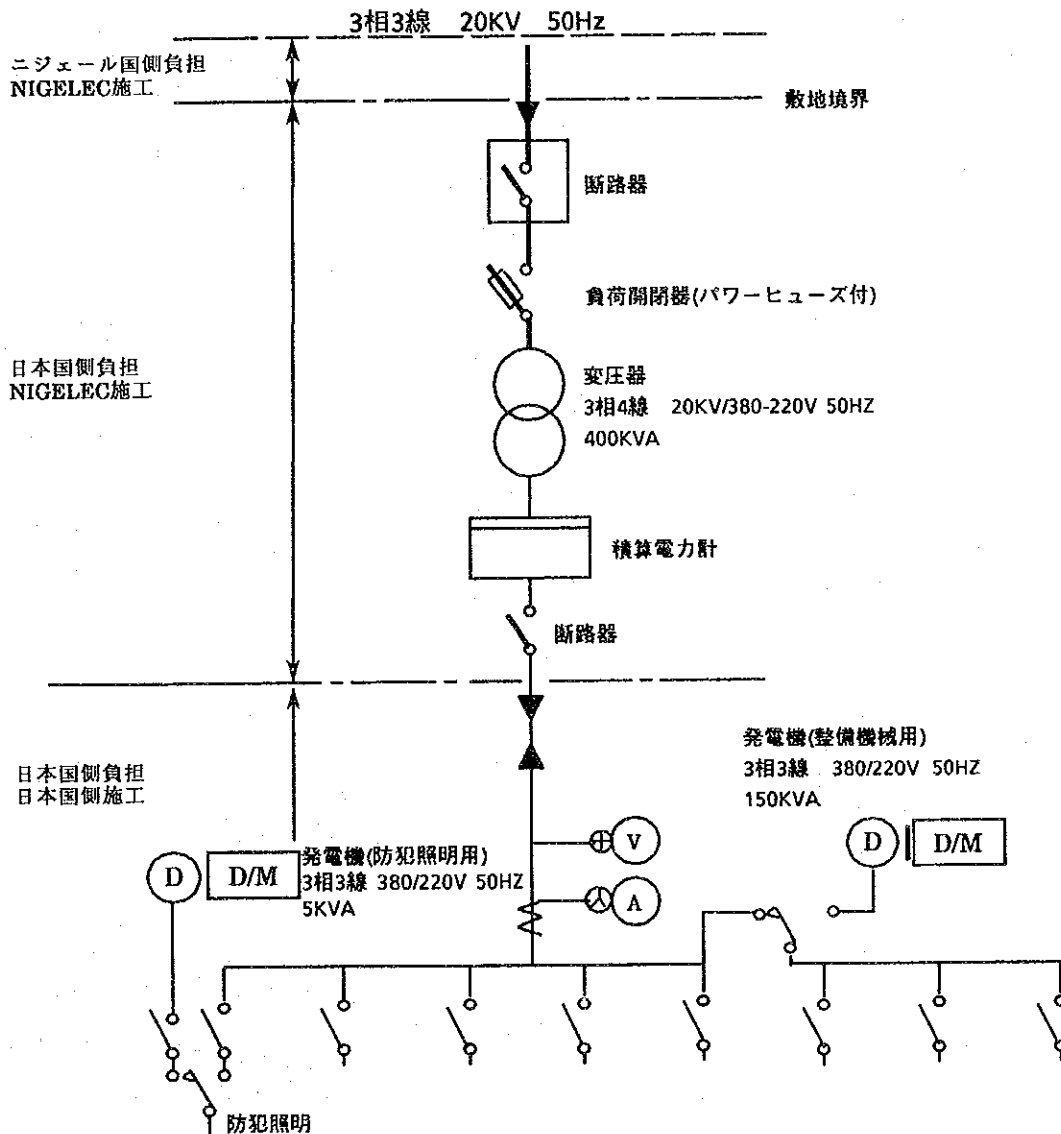 3相3線 20KV 50Hz
ニジェール国側負担
NIGELEC施工
敷地境界
断路器
負荷開閉器(パワーヒューズ付)
日本国側負担
NIGELEC施工
変圧器
3相4線 20KV/380-220V 50HZ
400KVA
積算電力計
断路器
日本国側負担
日本国側施工
発電機(整備機械用)
3相3線 380/220V 50HZ
150KVA
V
D
D/M
D
D/M
発電機(防犯照明用)
3相3線 380/220V 50HZ
5KVA
A
防犯照明